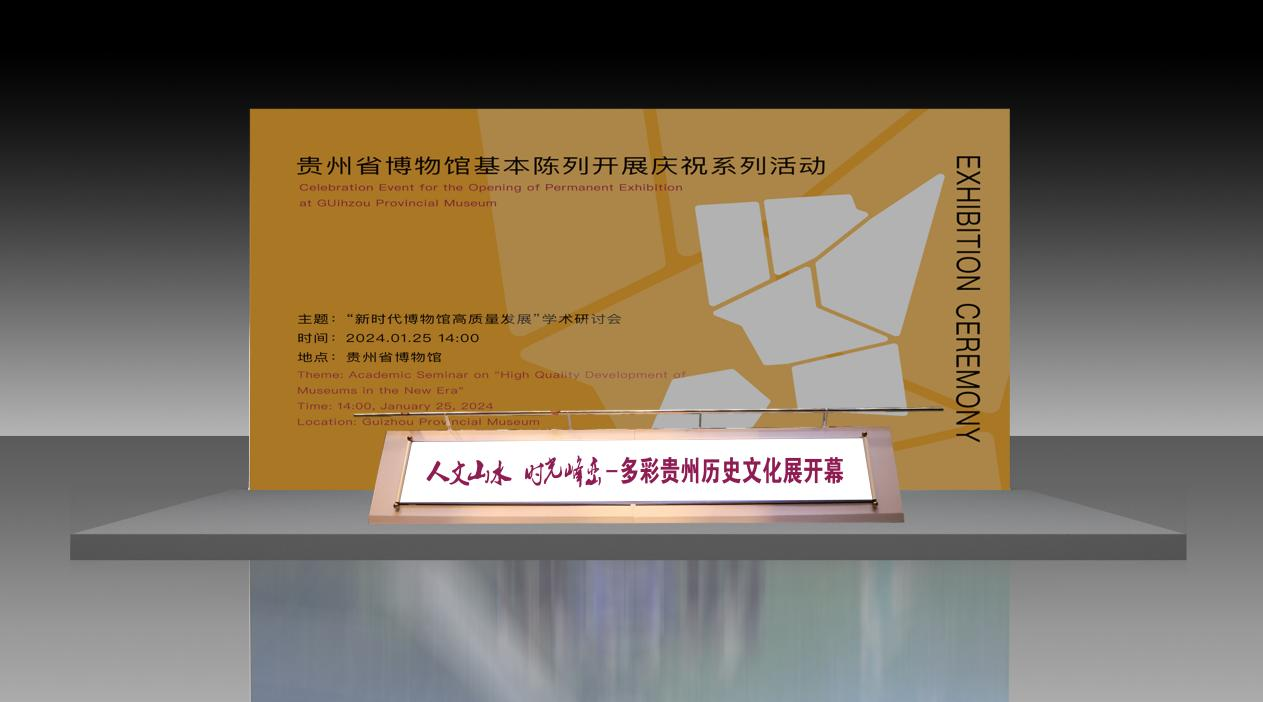 贵州省博物馆基本陈列开展庆祝系列活动
Celebration Event for the Opening of Permanent Exhibition
at GUihzou Provincial Museum
EXHIBITION CEREMONY
主题：“新时代博物馆高质量发展”学术研讨会
时间：2024.01.25 14:00
地点：贵州省博物馆
Theme: Academic Seminar on "High Quality Development of
Museums in the New Era"
Time: 14:00, January 25, 2024
Location: Guizhou Provincial Museum
人文山水 时光峰峦-多彩贵州历史文化展开幕